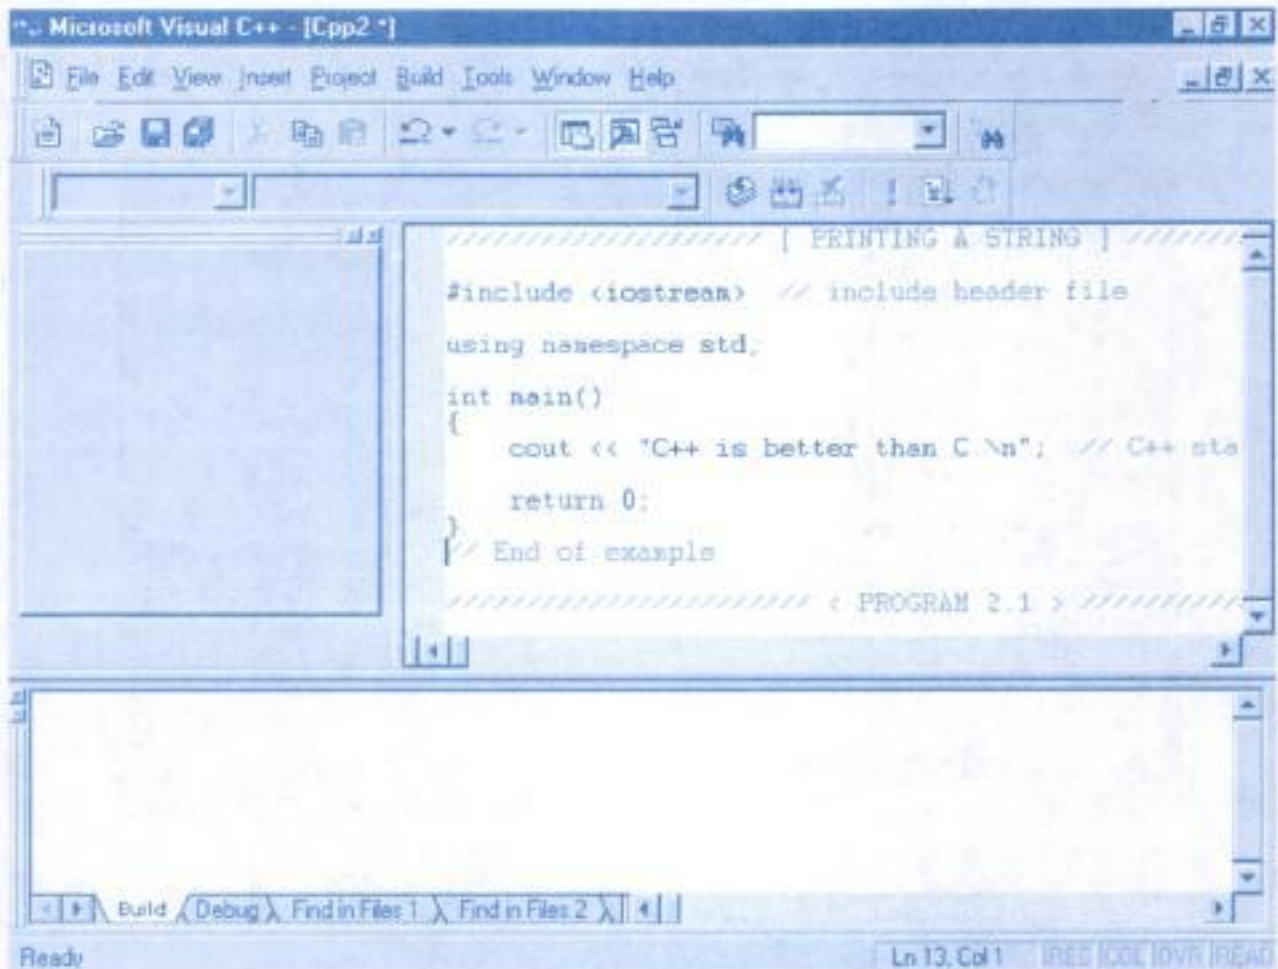 Microsoft Visual C++ - [Cpp2 *]
File Edit View Insert Project Build Tools Window Help
//////////////////// [ PRINTING A STRING ] ////////
#include <iostream> // include header file
using namespace std;
int main()
{
cout << "C++ is better than C.\n"; // C++ sta
return 0;
}
// End of example
/////////////////////// < PROGRAM 2.1 > //////////
Build Debug Find in Files 1 Find in Files 2
Ready Ln 13, Col 1 REC COL OVR READ